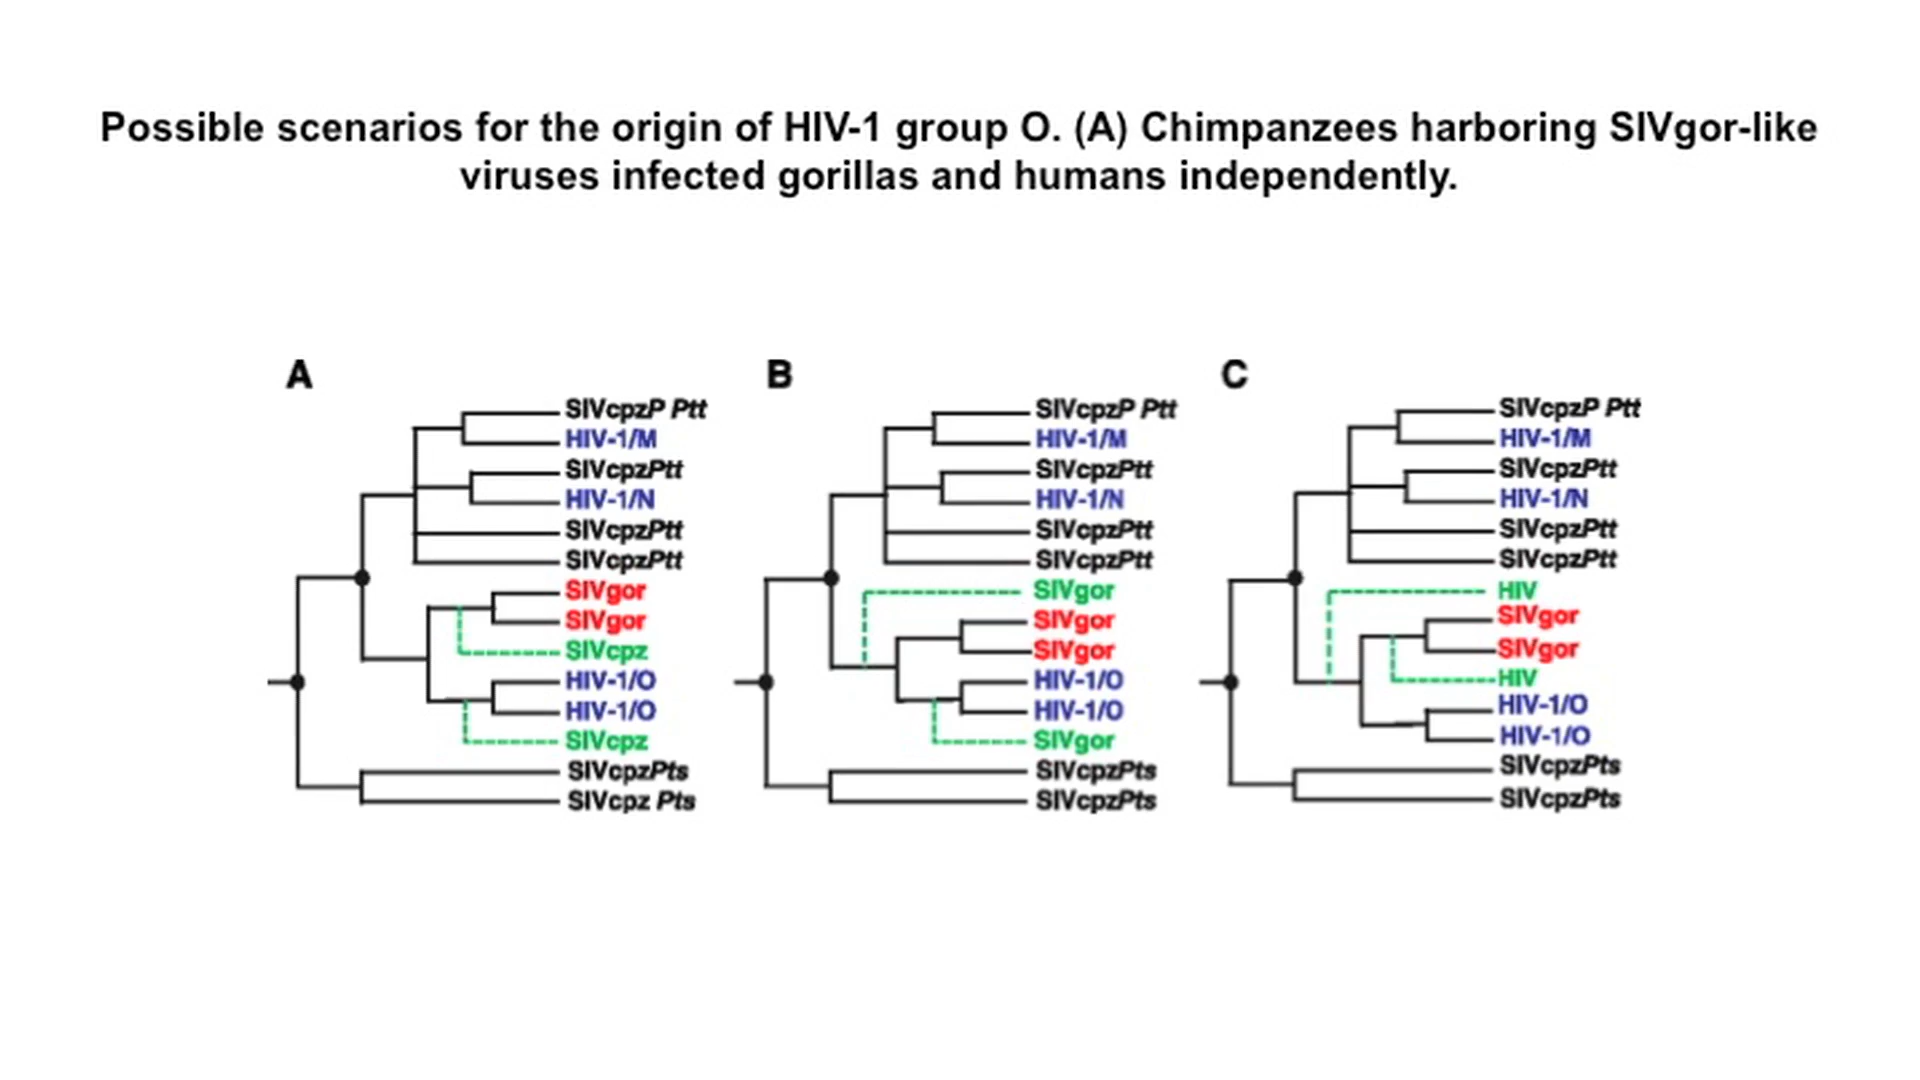 Possible scenarios for the origin of HIV-1 group O. (A) Chimpanzees harboring SIVgor-like
viruses infected gorillas and humans independently.
A
SIVcpzP Ptt
HIV-1/M
SIVcpzPtt
HIV-1/N
SIVcpzPtt
SIVcpzPtt
SIVgor
SIVgor
SIVcpz
HIV-1/O
HIV-1/O
SIVcpz
SIVcpzPts
SIVcpz Pts
B
SIVcpzP Ptt
HIV-1/M
SIVcpzPtt
HIV-1/N
SIVcpzPtt
SIVcpzPtt
SIVgor
SIVgor
SIVgor
HIV-1/O
HIV-1/O
SIVgor
SIVcpzPts
SIVcpzPts
C
SIVcpzP Ptt
HIV-1/M
SIVcpzPtt
HIV-1/N
SIVcpzPtt
SIVcpzPtt
HIV
SIVgor
SIVgor
HIV
HIV-1/O
HIV-1/O
SIVcpzPts
SIVcpzPts